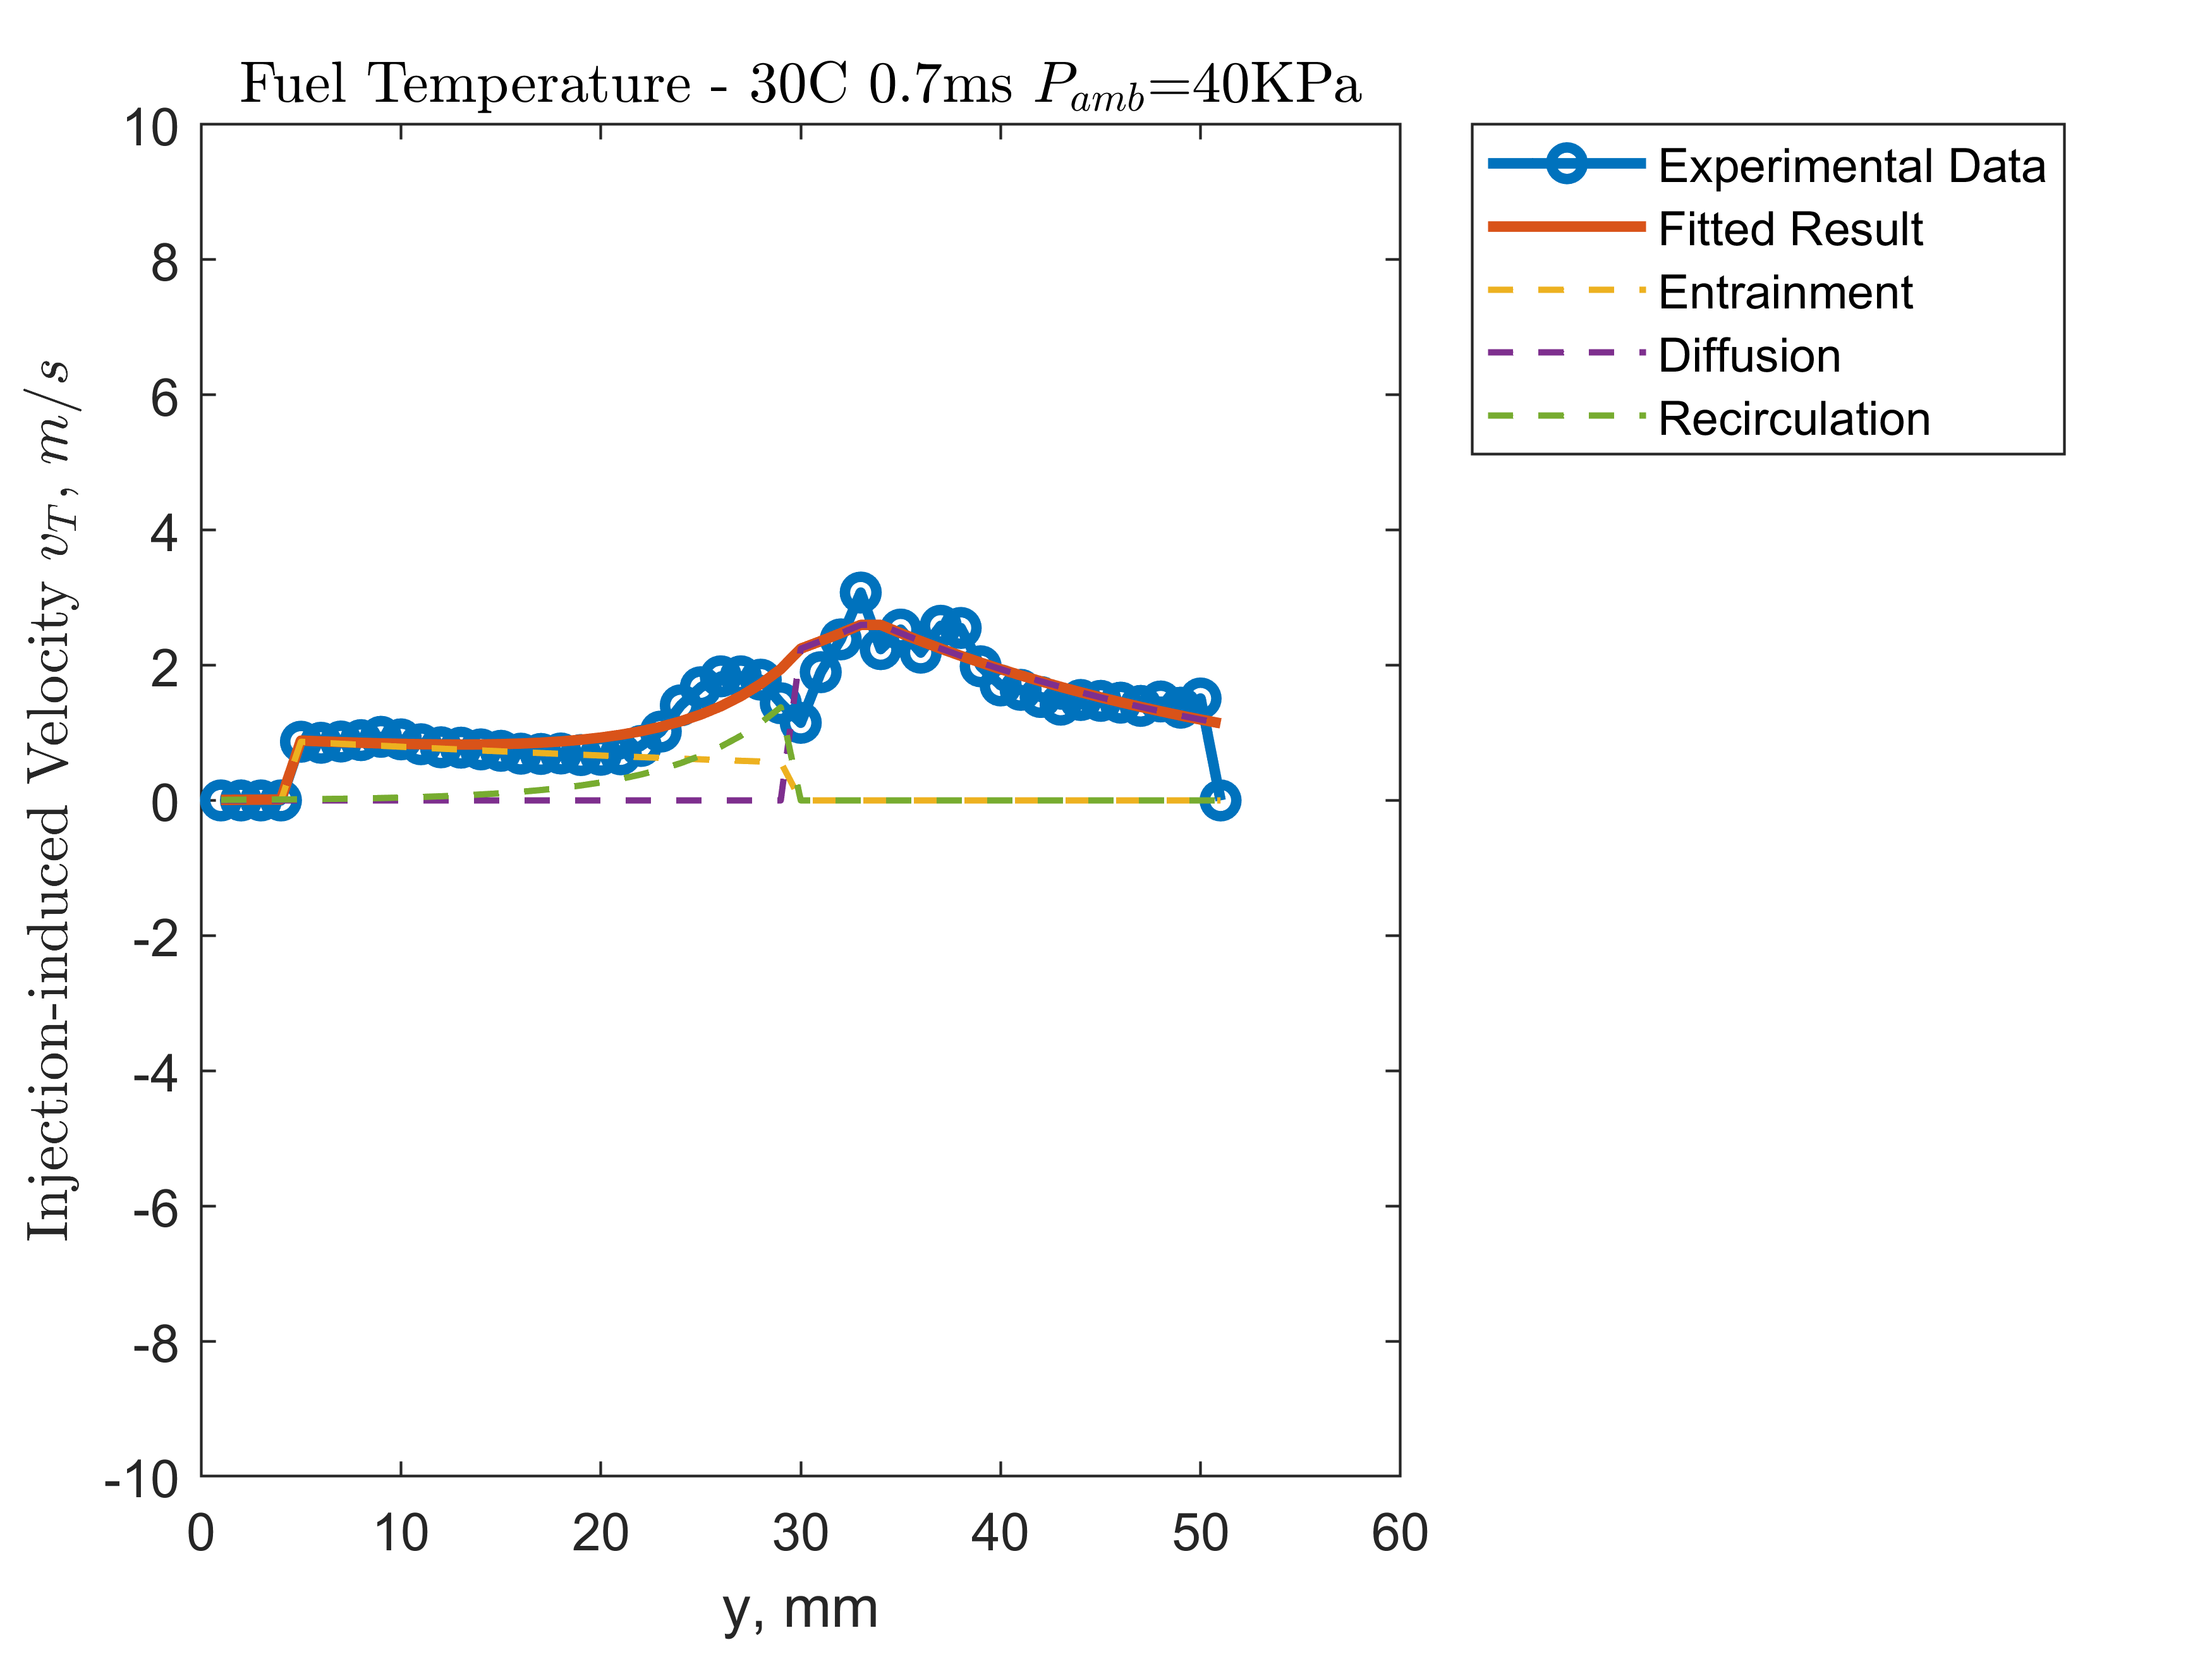 Fuel Temperature - 30C 0.7ms P_amb=40KPa
10
8
6
4
2
0
-2
-4
-6
-8
-10
Injection-induced Velocity v_T, m/s
0 10 20 30 40 50 60
y, mm
Experimental Data
Fitted Result
Entrainment
Diffusion
Recirculation